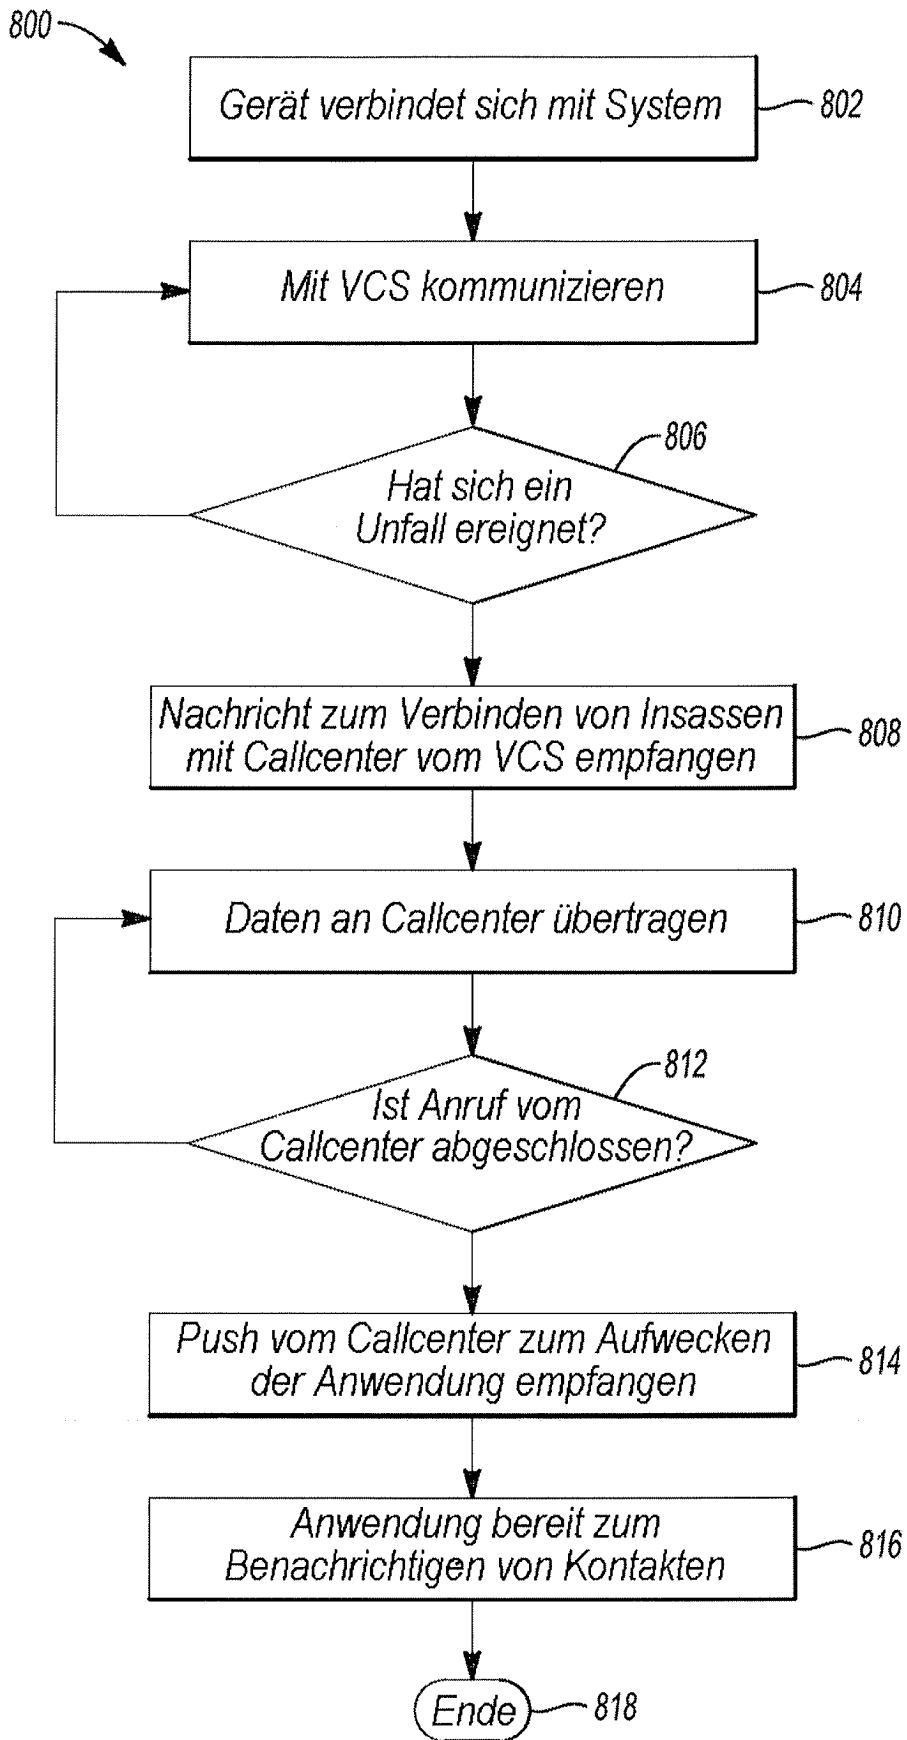 800
Gerät verbindet sich mit System
802
Mit VCS kommunizieren
804
806
Hat sich ein
Unfall ereignet?
Nachricht zum Verbinden von Insassen
mit Callcenter vom VCS empfangen
808
Daten an Callcenter übertragen
810
812
Ist Anruf vom
Callcenter abgeschlossen?
Push vom Callcenter zum Aufwecken
der Anwendung empfangen
814
Anwendung bereit zum
Benachrichtigen von Kontakten
816
Ende
818